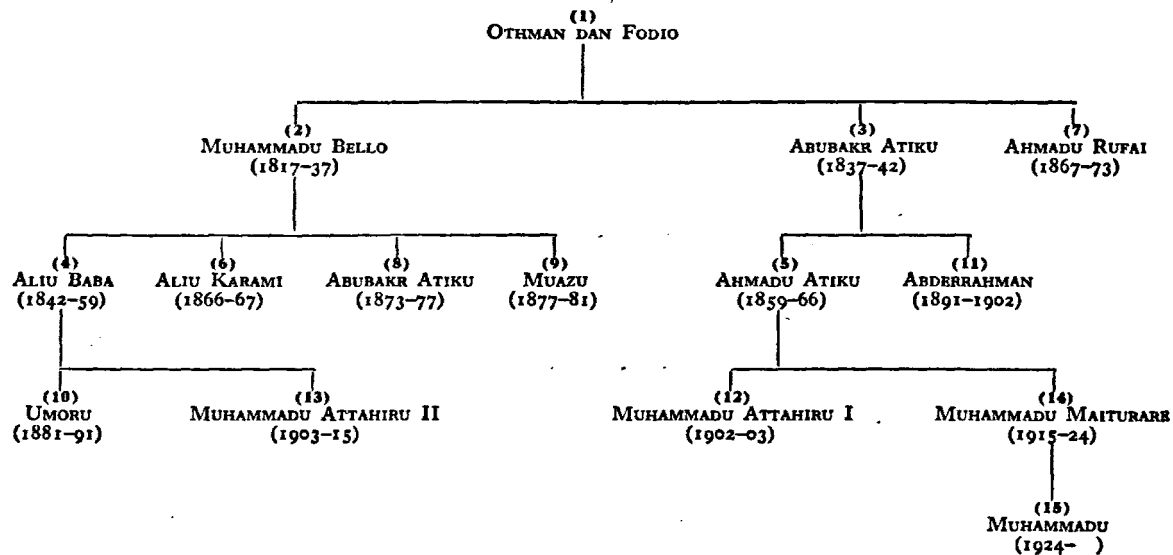 (1)
OTHMAN DAN FODIO
(2)
MUHAMMADU BELLO
(1817–37)
(3)
ABUBAKR ATIKU
(1837–42)
(7)
AHMADU RUFAI
(1867–73)
(4)
ALIU BABA
(1842–59)
(6)
ALIU KARAMI
(1866–67)
(8)
ABUBAKR ATIKU
(1873–77)
(9)
MUAZU
(1877–81)
(5)
AHMADU ATIKU
(1859–66)
(11)
ABDERRAHMAN
(1891–1902)
(10)
UMORU
(1881–91)
(13)
MUHAMMADU ATTAHIRU II
(1903–15)
(12)
MUHAMMADU ATTAHIRU I
(1902–03)
(14)
MUHAMMADU MAITURARE
(1915–24)
(15)
MUHAMMADU
(1924– )